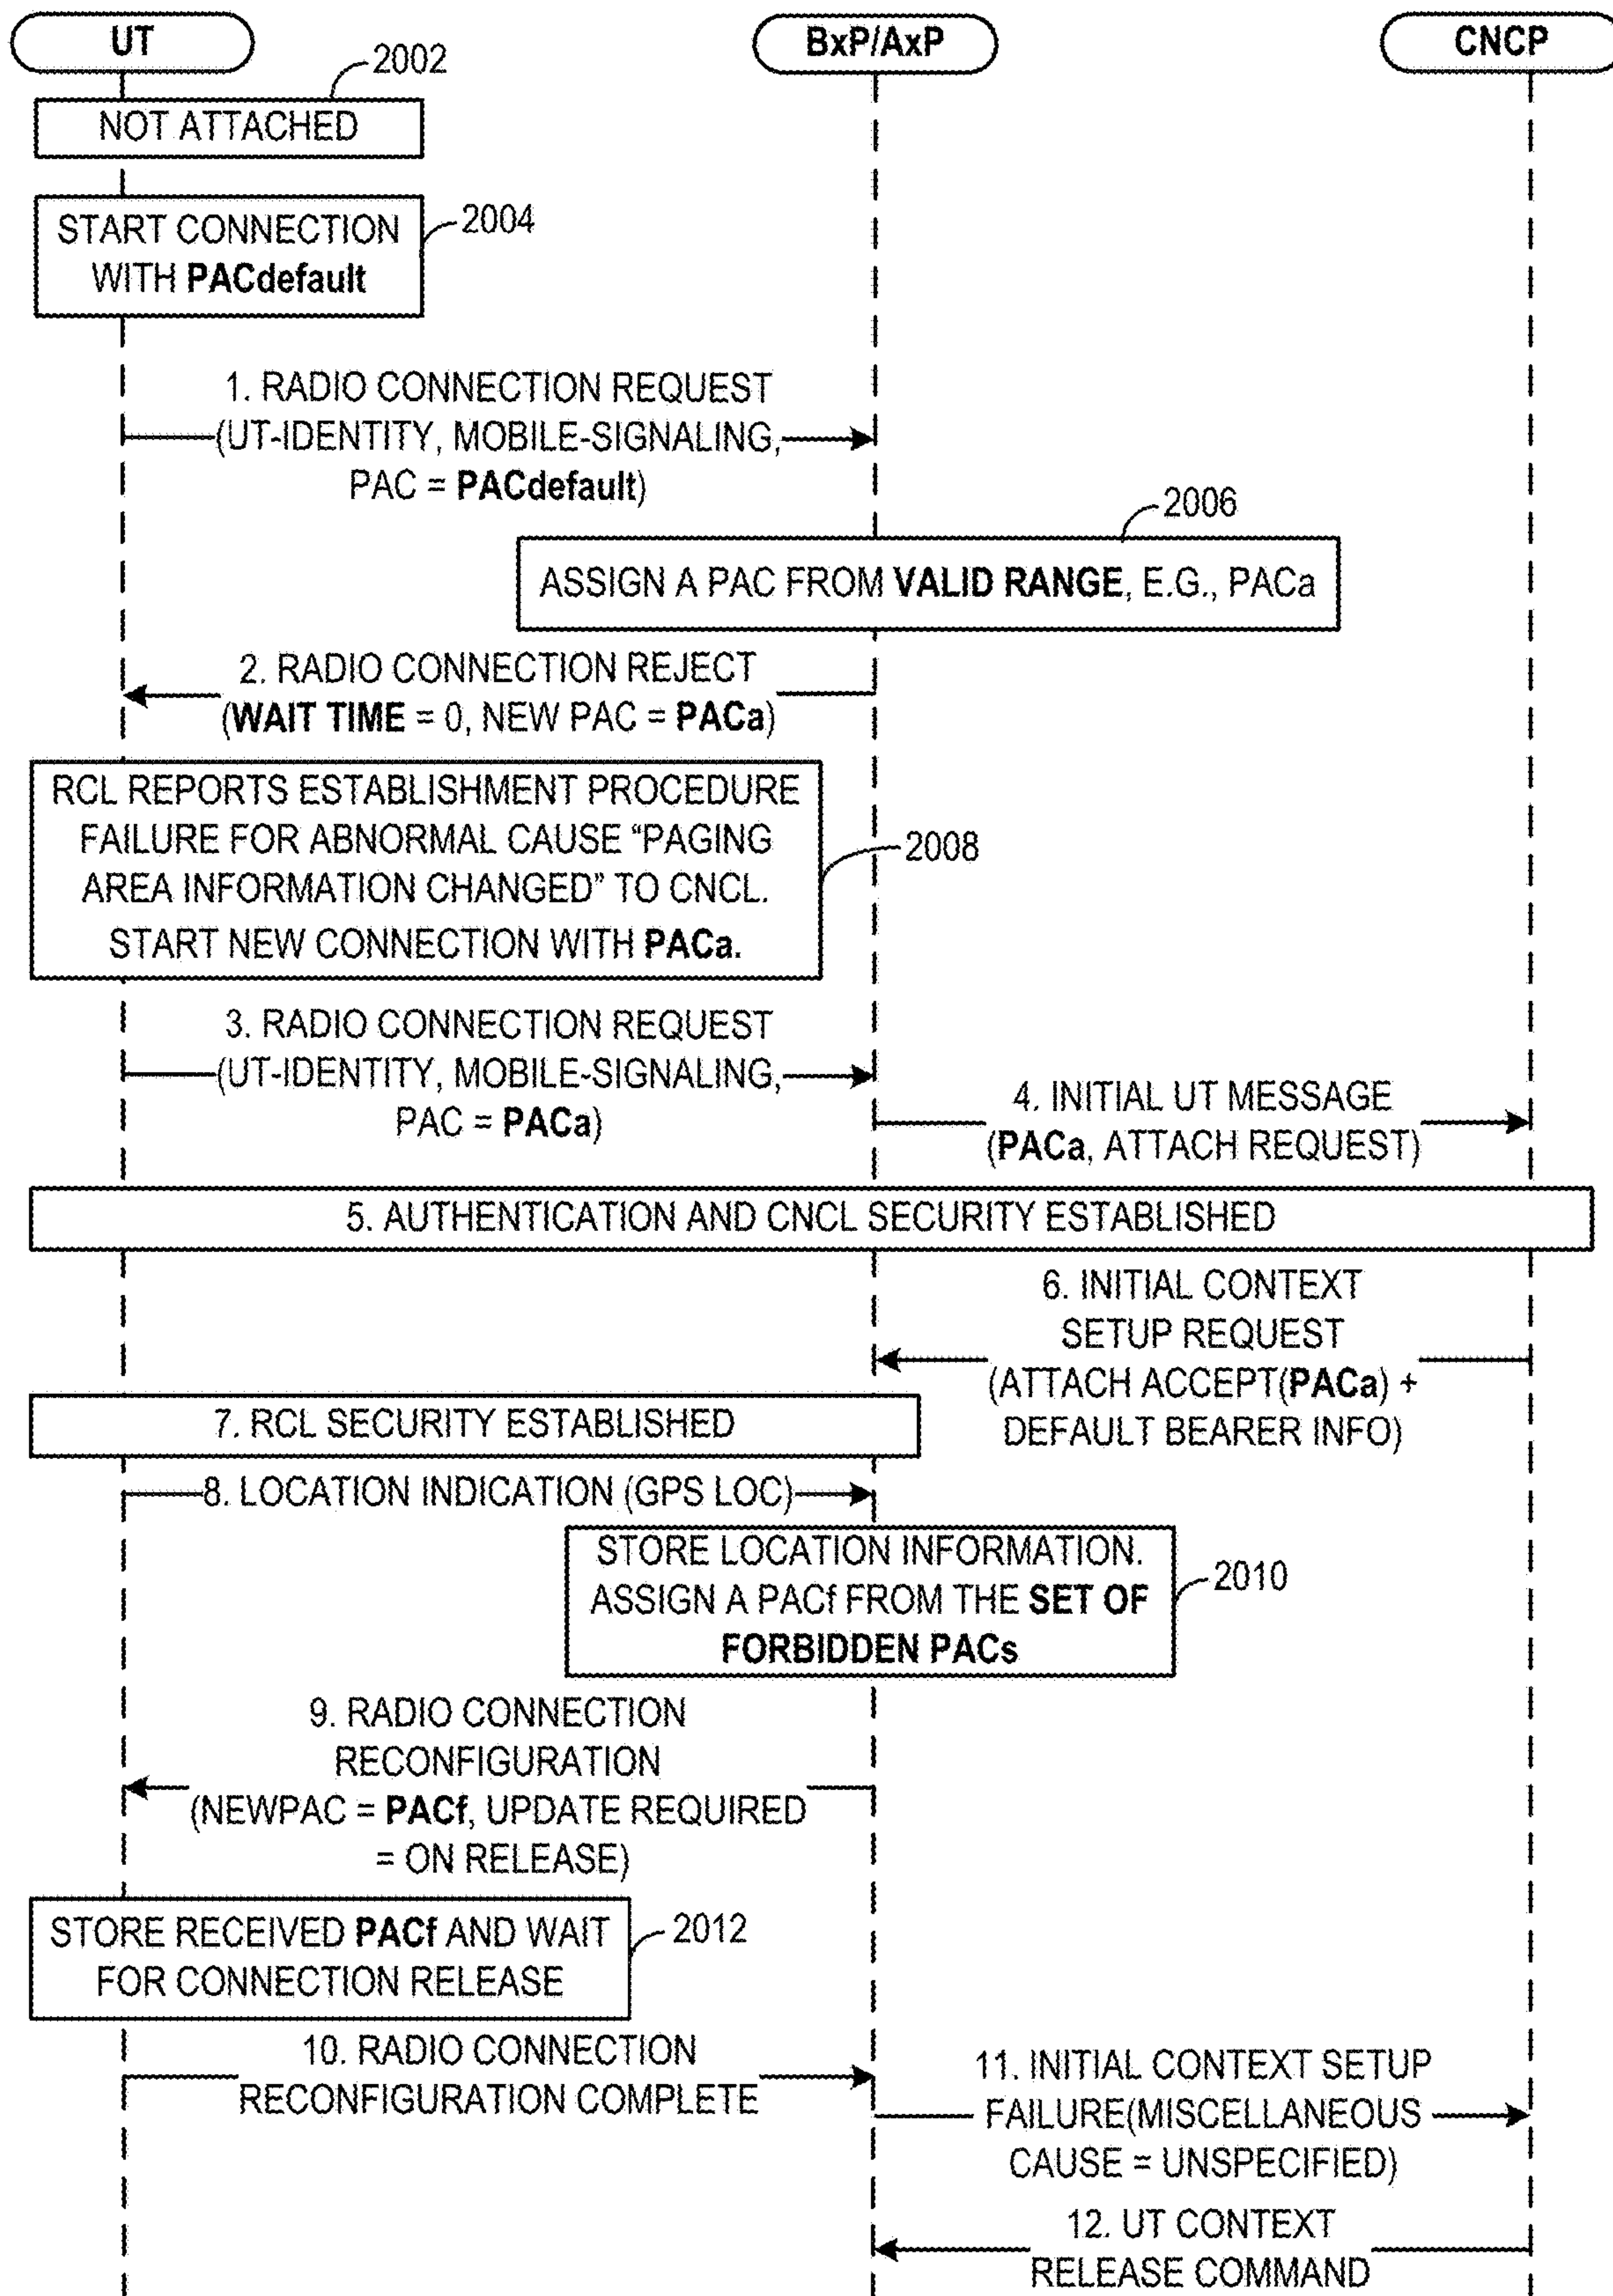 UT
BxP/AxP
CNCP
2002
NOT ATTACHED
START CONNECTION
WITH PACdefault
2004
1. RADIO CONNECTION REQUEST
(UT-IDENTITY, MOBILE-SIGNALING,
PAC = PACdefault)
2006
ASSIGN A PAC FROM VALID RANGE, E.G., PACa
2. RADIO CONNECTION REJECT
(WAIT TIME = 0, NEW PAC = PACa)
RCL REPORTS ESTABLISHMENT PROCEDURE
FAILURE FOR ABNORMAL CAUSE “PAGING
AREA INFORMATION CHANGED” TO CNCL.
START NEW CONNECTION WITH PACa.
2008
3. RADIO CONNECTION REQUEST
(UT-IDENTITY, MOBILE-SIGNALING,
PAC = PACa)
4. INITIAL UT MESSAGE
(PACa, ATTACH REQUEST)
5. AUTHENTICATION AND CNCL SECURITY ESTABLISHED
6. INITIAL CONTEXT
SETUP REQUEST
(ATTACH ACCEPT(PACa) +
DEFAULT BEARER INFO)
7. RCL SECURITY ESTABLISHED
8. LOCATION INDICATION (GPS LOC)
STORE LOCATION INFORMATION.
ASSIGN A PACf FROM THE SET OF
FORBIDDEN PACs
2010
9. RADIO CONNECTION
RECONFIGURATION
(NEWPAC = PACf, UPDATE REQUIRED
= ON RELEASE)
STORE RECEIVED PACf AND WAIT
FOR CONNECTION RELEASE
2012
10. RADIO CONNECTION
RECONFIGURATION COMPLETE
11. INITIAL CONTEXT SETUP
FAILURE(MISCELLANEOUS
CAUSE = UNSPECIFIED)
12. UT CONTEXT
RELEASE COMMAND